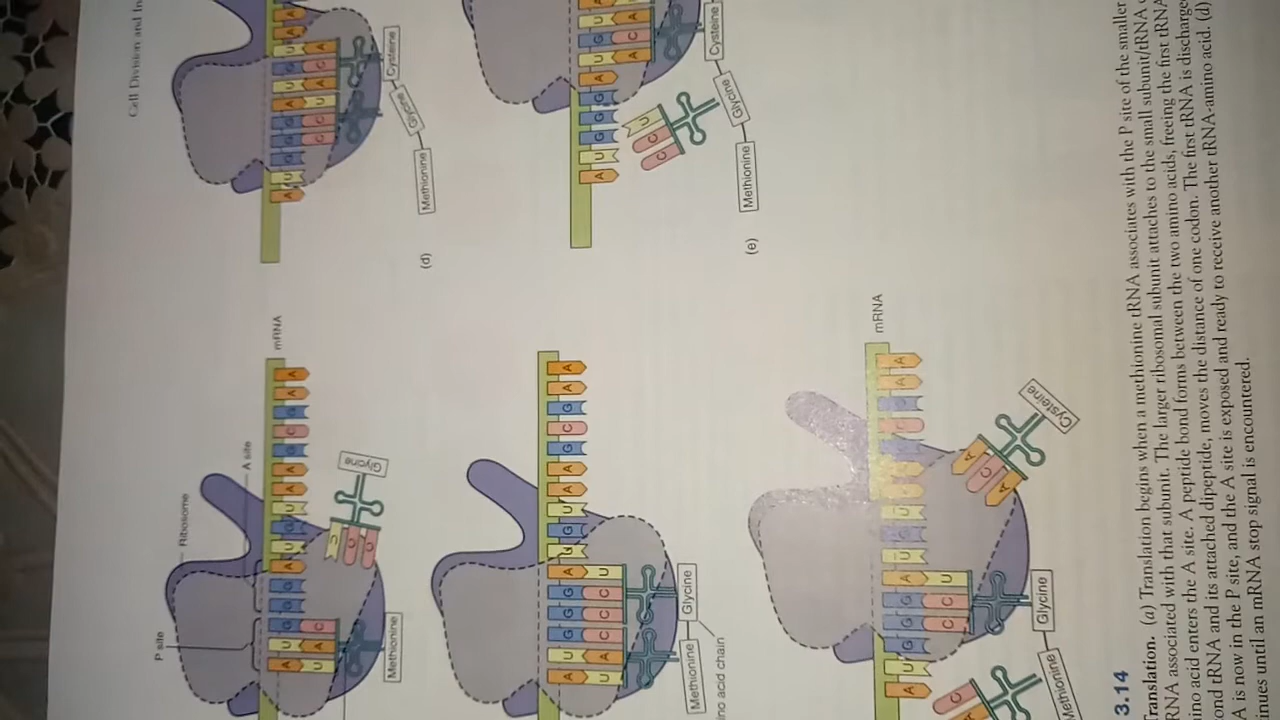 Cell Division and In
P site
Ribosome
A site
mRNA
A U G G G A U G U A A G C G A A
U A C
C C U
Glycine
Methionine
A U G G G A U G U A A G C G A A
U A C C C U
Methionine
Glycine
ino acid chain
mRNA
C C U
A C A
Cysteine
Glycine
Methionine
(d)
Cysteine
Glycine
Methionine
(e)
C C U
Cysteine
Glycine
Methionine
3.14
Translation. (a) Translation begins when a methionine tRNA associates with the P site of the smaller
RNA associated with that subunit. The larger ribosomal subunit attaches to the small subunit/tRNA
ino acid enters the A site. A peptide bond forms between the two amino acids, freeing the first tRNA
ond tRNA and its attached dipeptide, moves the distance of one codon. The first tRNA is discharge
A is now in the P site, and the A site is exposed and ready to receive another tRNA-amino acid. (d)
inues until an mRNA stop signal is encountered.